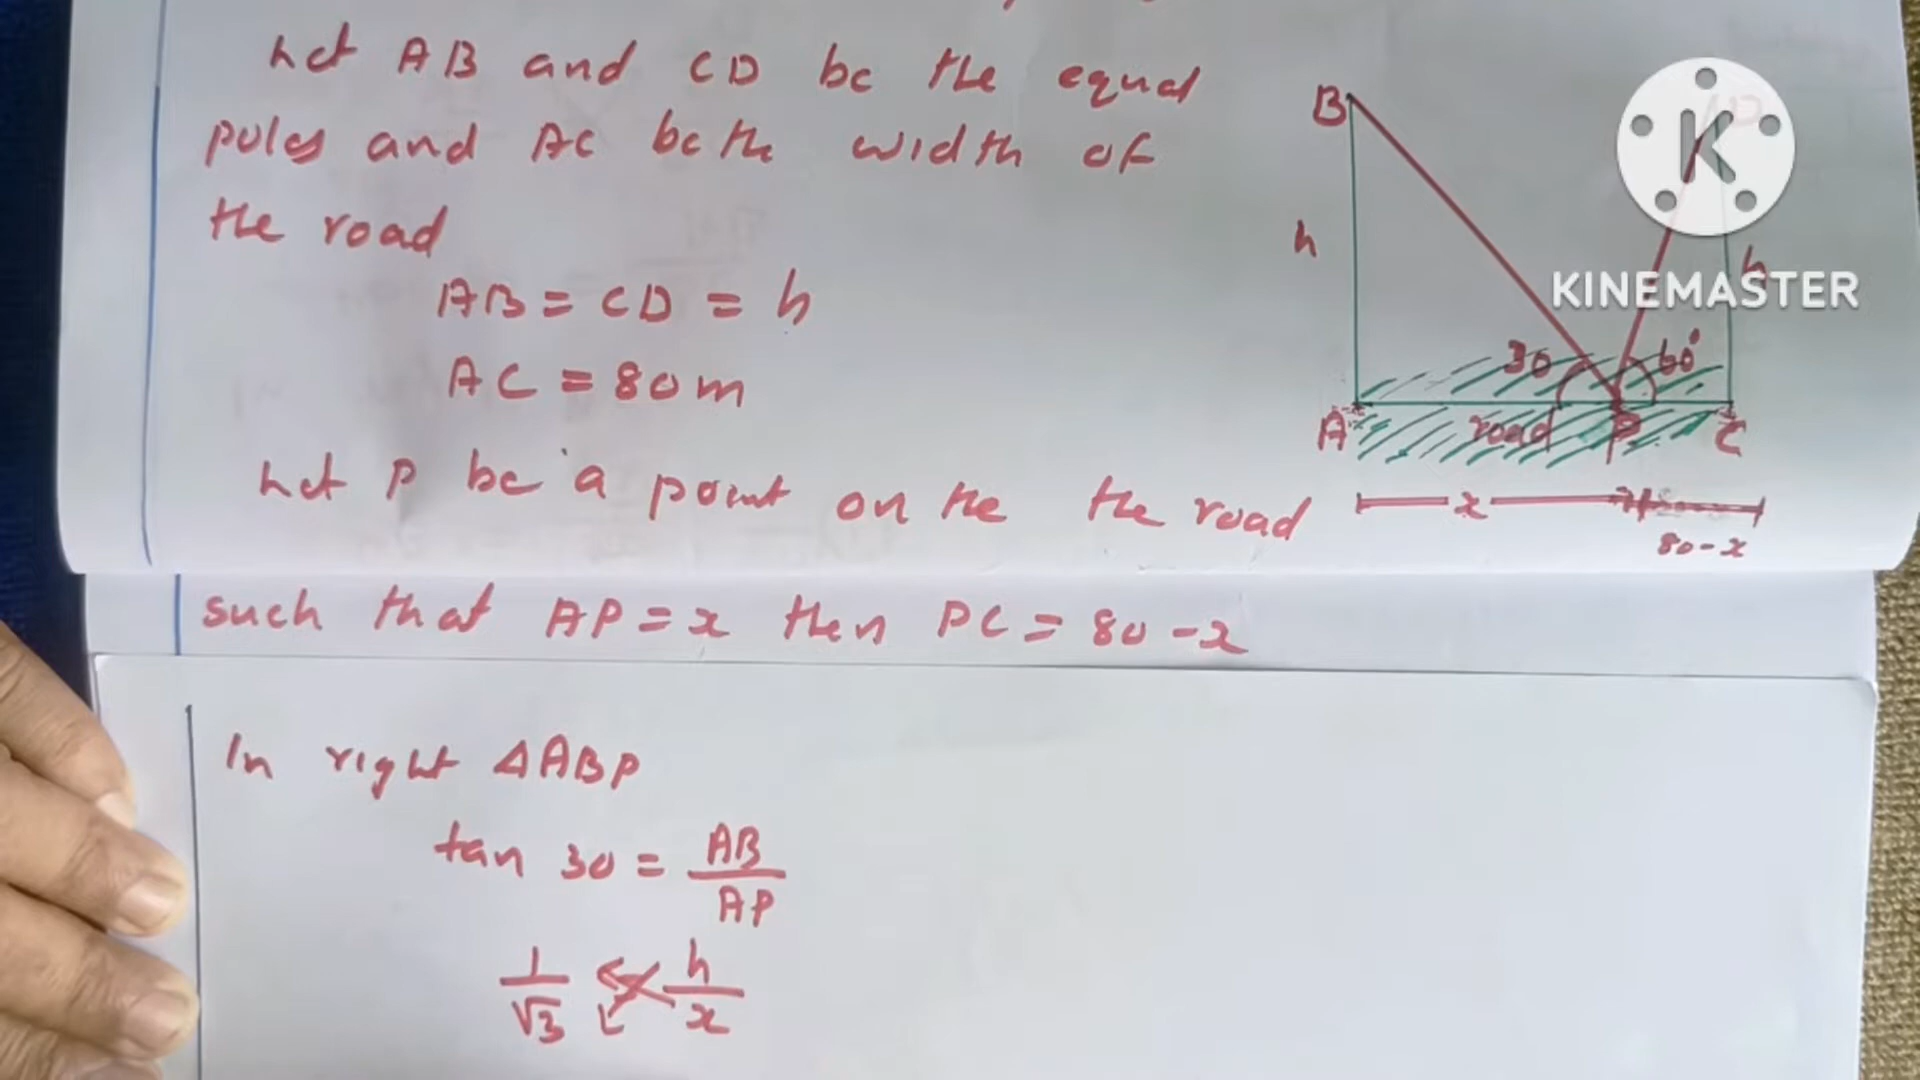 Let AB and CD be the equal
poles and AC be the width of
the road
AB = CD = h
AC = 80m
Let P be a point on the the road
such that AP = x then PC = 80 - x
In right △ABP
tan 30 = AB/AP
1/√3 h/x
B
h
h
30
60°
A
road
P
C
x
80-x
K
KINEMASTER